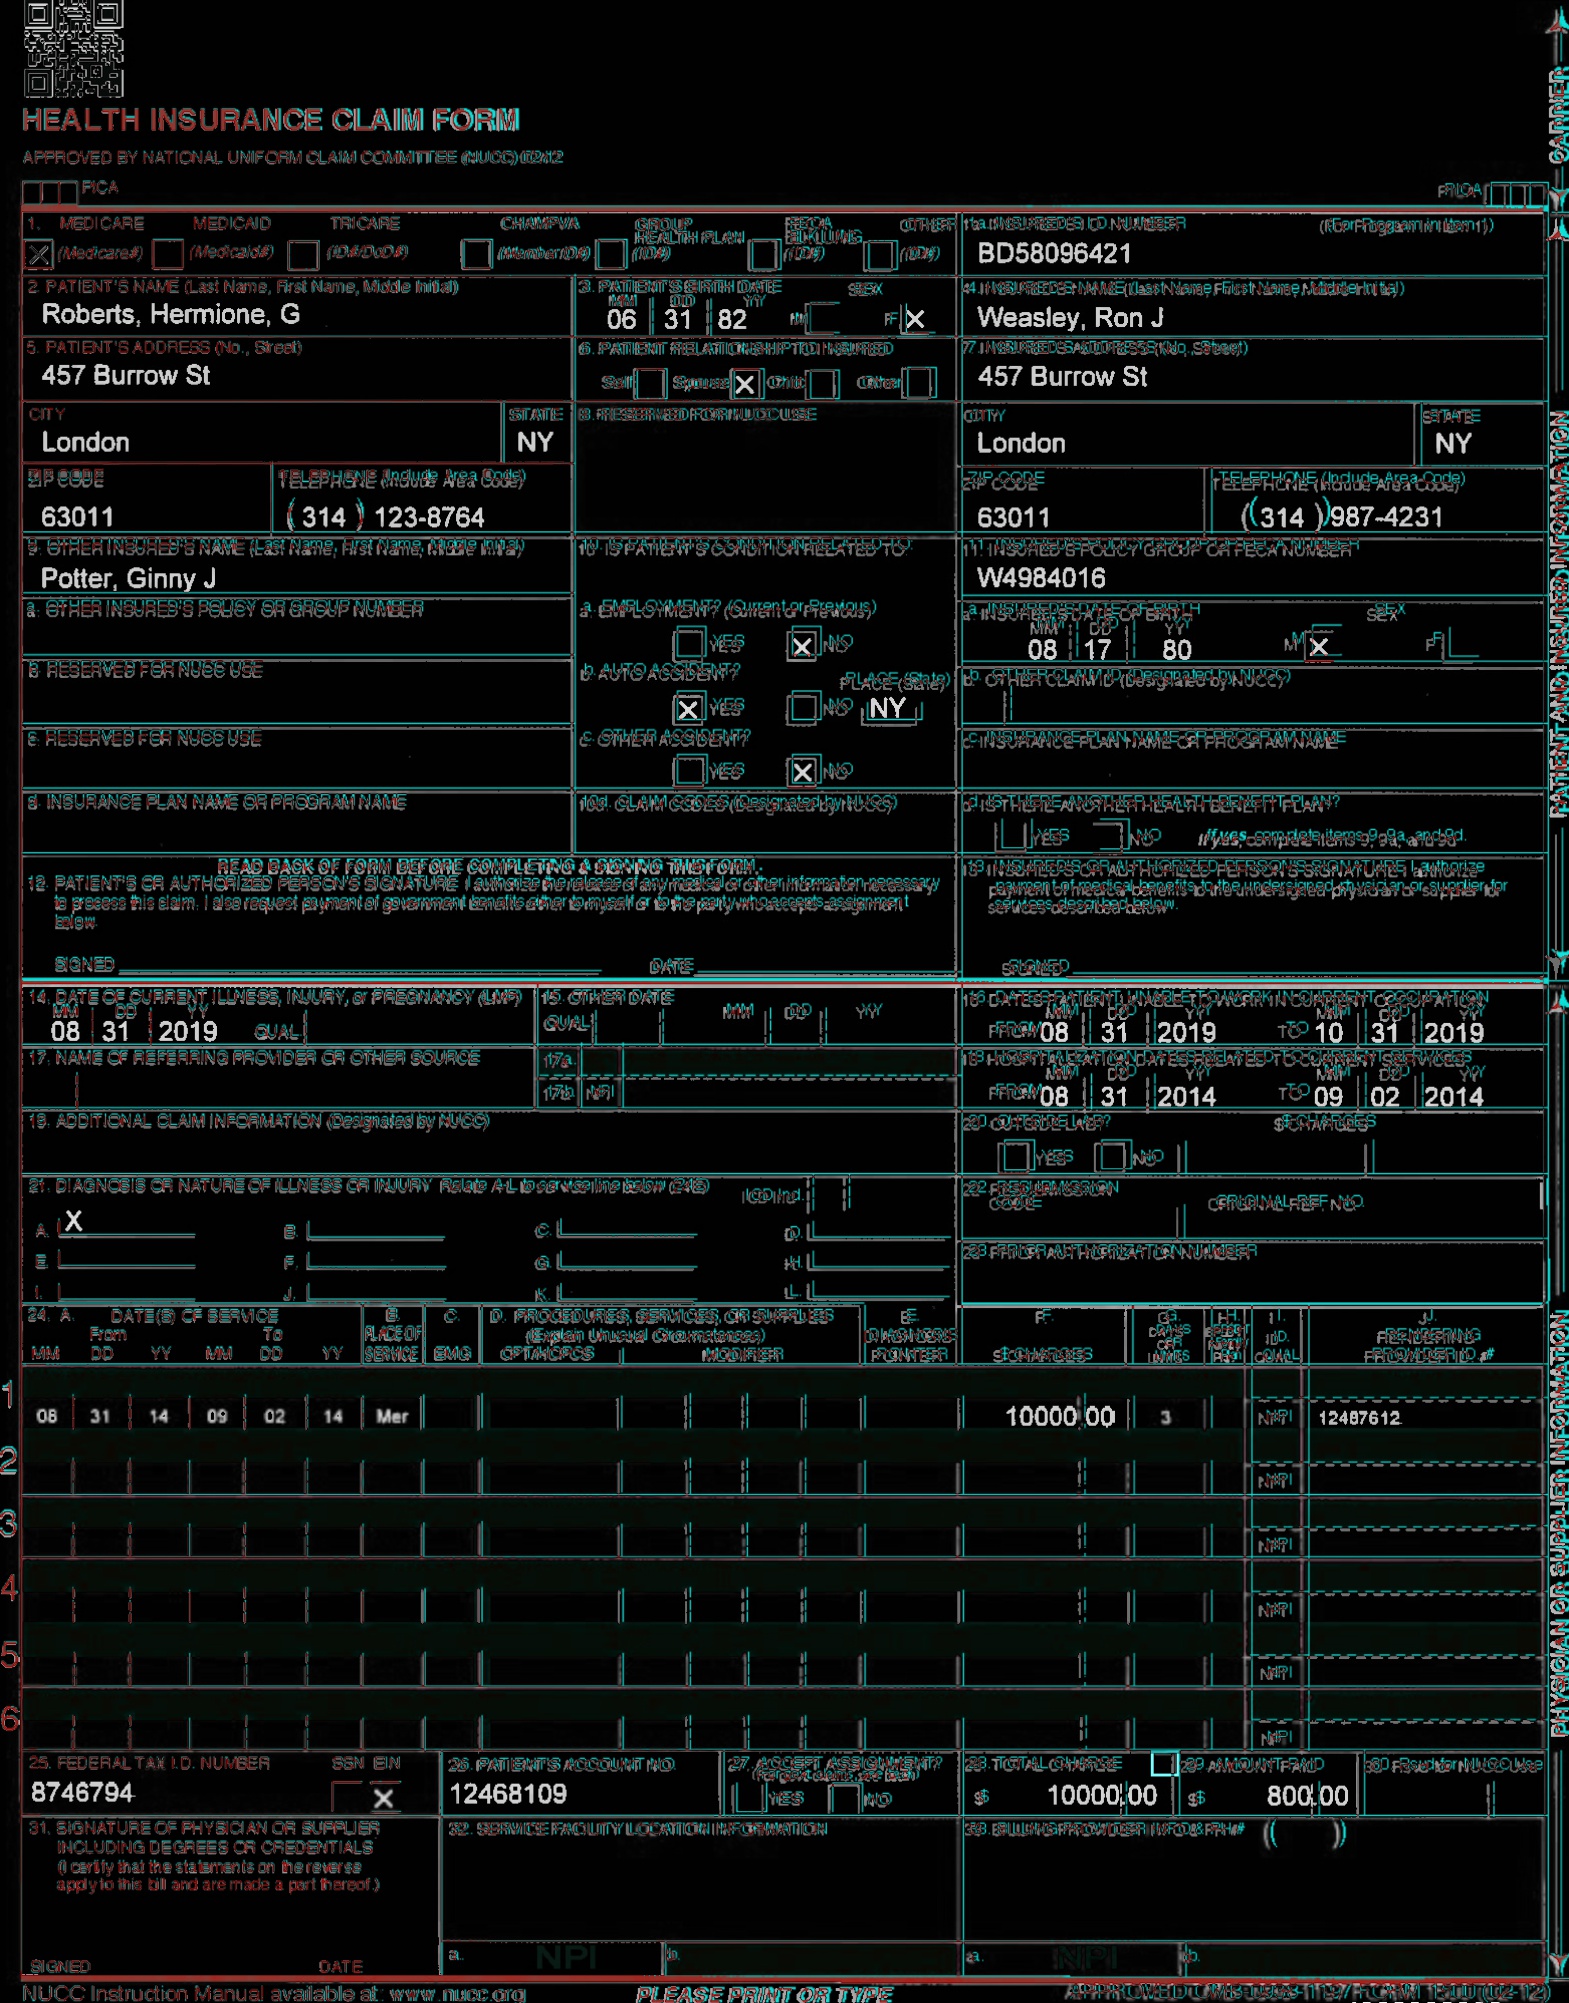 HEALTH INSURANCE CLAIM FORM
APPROVED BY NATIONAL UNIFORM CLAIM COMMITTEE (NUCC) 02/12
PICA PICA
CARRIER
1. MEDICARE MEDICAID TRICARE CHAMPVA GROUP HEALTH PLAN FECA BLK LUNG OTHER 1a. INSURED'S I.D. NUMBER (For Program in Item 1)
X (Medicare#) (Medicaid#) (ID#/DoD#) (Member ID#) (ID#) (ID#) (ID#) BD58096421
2. PATIENT'S NAME (Last Name, First Name, Middle Initial) 3. PATIENT'S BIRTH DATE SEX 4. INSURED'S NAME (Last Name, First Name, Middle Initial)
MM DD YY
Roberts, Hermione, G 06 31 82 M F X Weasley, Ron J
5. PATIENT'S ADDRESS (No., Street) 6. PATIENT RELATIONSHIP TO INSURED 7. INSURED'S ADDRESS (No., Street)
457 Burrow St Self Spouse X Child Other 457 Burrow St
CITY STATE 8. RESERVED FOR NUCC USE CITY STATE
London NY London NY
ZIP CODE TELEPHONE (Include Area Code) ZIP CODE TELEPHONE (Include Area Code)
63011 (314) 123-8764 63011 (314) 987-4231
9. OTHER INSURED'S NAME (Last Name, First Name, Middle Initial) 10. IS PATIENT'S CONDITION RELATED TO: 11. INSURED'S POLICY GROUP OR FECA NUMBER
Potter, Ginny J W4984016
a. OTHER INSURED'S POLICY OR GROUP NUMBER a. EMPLOYMENT? (Current or Previous) a. INSURED'S DATE OF BIRTH SEX
MM DD YY
YES X NO 08 17 80 M X F
b. RESERVED FOR NUCC USE b. AUTO ACCIDENT? PLACE (State) b. OTHER CLAIM ID (Designated by NUCC)
X YES NO NY
c. RESERVED FOR NUCC USE c. OTHER ACCIDENT? c. INSURANCE PLAN NAME OR PROGRAM NAME
YES X NO
d. INSURANCE PLAN NAME OR PROGRAM NAME 10d. CLAIM CODES (Designated by NUCC) d. IS THERE ANOTHER HEALTH BENEFIT PLAN?
YES NO If yes, complete items 9, 9a, and 9d.
PATIENT AND INSURED INFORMATION
READ BACK OF FORM BEFORE COMPLETING & SIGNING THIS FORM.
12. PATIENT'S OR AUTHORIZED PERSON'S SIGNATURE I authorize the release of any medical or other information necessary
to process this claim. I also request payment of government benefits either to myself or to the party who accepts assignment
below.
SIGNED DATE
13. INSURED'S OR AUTHORIZED PERSON'S SIGNATURE I authorize
payment of medical benefits to the undersigned physician or supplier for
services described below.
SIGNED
14. DATE OF CURRENT ILLNESS, INJURY, or PREGNANCY (LMP) 15. OTHER DATE 16. DATES PATIENT UNABLE TO WORK IN CURRENT OCCUPATION
MM DD YY MM DD YY MM DD YY MM DD YY
08 31 2019 QUAL. QUAL. FROM 08 31 2019 TO 10 31 2019
17. NAME OF REFERRING PROVIDER OR OTHER SOURCE 17a. 18. HOSPITALIZATION DATES RELATED TO CURRENT SERVICES
MM DD YY MM DD YY
17b. NPI FROM 08 31 2014 TO 09 02 2014
19. ADDITIONAL CLAIM INFORMATION (Designated by NUCC) 20. OUTSIDE LAB? $ CHARGES
YES NO
21. DIAGNOSIS OR NATURE OF ILLNESS OR INJURY Relate A-L to service line below (24E) ICD Ind. 22. RESUBMISSION CODE ORIGINAL REF. NO.
A. X B. C. D.
E. F. G. H. 23. PRIOR AUTHORIZATION NUMBER
I. J. K. L.
24. A. DATE(S) OF SERVICE B. C. D. PROCEDURES, SERVICES, OR SUPPLIES E. F. G. H. I. J.
From To PLACE OF (Explain Unusual Circumstances) DIAGNOSIS DAYS OR UNITS ID. RENDERING
MM DD YY MM DD YY SERVICE EMG CPT/HCPCS MODIFIER POINTER $ CHARGES QUAL. PROVIDER ID. #
1 08 31 14 09 02 14 Mer 10000 00 3 NPI 12487612
2 NPI
3 NPI
4 NPI
5 NPI
6 NPI
PHYSICIAN OR SUPPLIER INFORMATION
25. FEDERAL TAX I.D. NUMBER SSN EIN 26. PATIENT'S ACCOUNT NO. 27. ACCEPT ASSIGNMENT? 28. TOTAL CHARGE 29. AMOUNT PAID 30. Rsvd for NUCC Use
8746794 X 12468109 YES NO $ 10000 00 $ 800 00
31. SIGNATURE OF PHYSICIAN OR SUPPLIER
INCLUDING DEGREES OR CREDENTIALS
(I certify that the statements on the reverse
apply to this bill and are made a part thereof.)
SIGNED DATE
32. SERVICE FACILITY LOCATION INFORMATION
a. NPI b.
33. BILLING PROVIDER INFO & PH # ( )
a. NPI b.
NUCC Instruction Manual available at: www.nucc.org PLEASE PRINT OR TYPE APPROVED OMB-0938-1197 FORM 1500 (02-12)